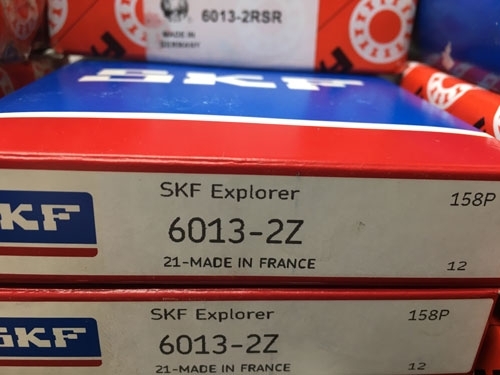 6013-2RSR
MADE IN
GERMANY
SKF
SKF Explorer
158P
SKF
6013-2Z
21-MADE IN FRANCE
12
SKF Explorer
158P
SKF
6013-2Z
21-MADE IN FRANCE
12